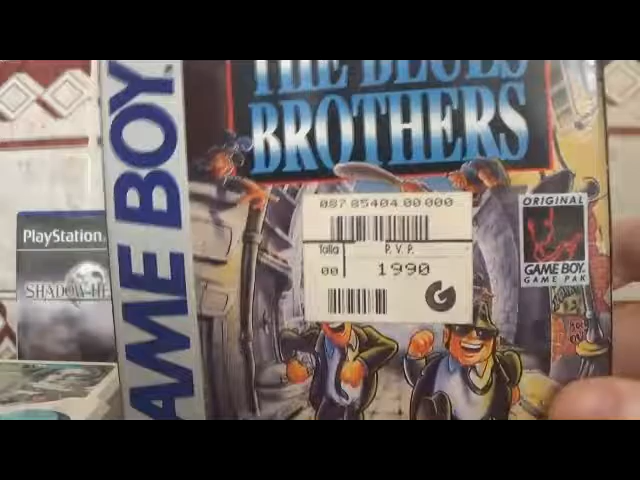 THE BLUES
BROTHERS
GAME BOY
087 85404 00 000
Talla
P.V.P.
00
1990
G
ORIGINAL
GAME BOY
GAME PAK
PlayStation